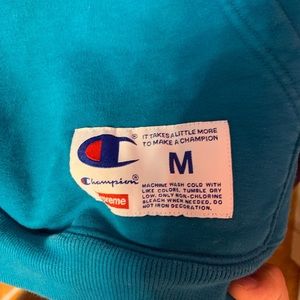 IT TAKES A LITTLE MORE
TO MAKE A CHAMPION
M
Champion
Supreme
MACHINE WASH COLD WITH
LIKE COLORS, TUMBLE DRY
LOW. ONLY NON-CHLORINE
BLEACH WHEN NEEDED. DO
NOT IRON DECORATION.